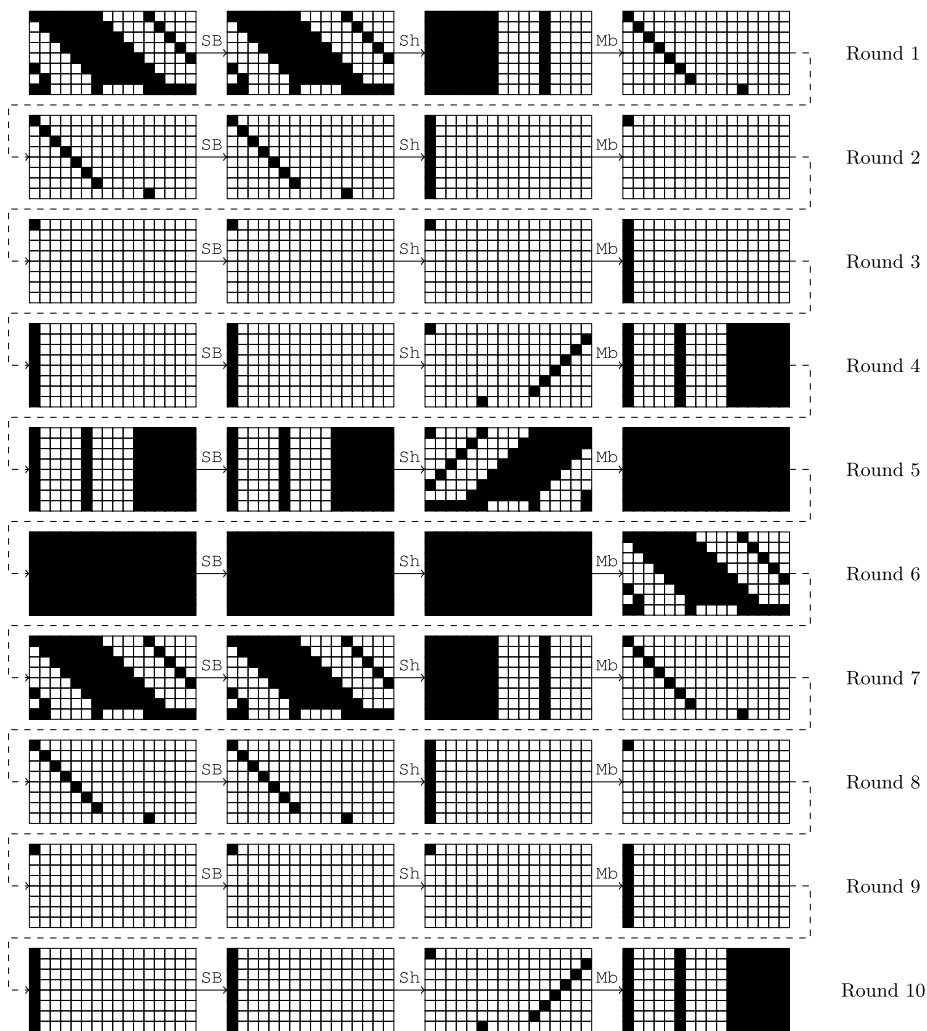 SB Sh Mb Round 1
SB Sh Mb Round 2
SB Sh Mb Round 3
SB Sh Mb Round 4
SB Sh Mb Round 5
SB Sh Mb Round 6
SB Sh Mb Round 7
SB Sh Mb Round 8
SB Sh Mb Round 9
SB Sh Mb Round 10